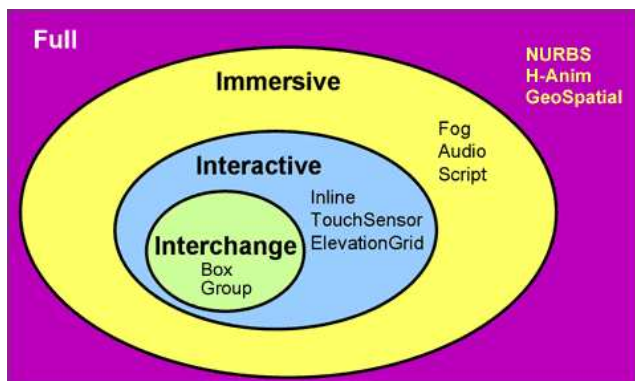 Full
NURBS
H-Anim
GeoSpatial
Immersive
Fog
Audio
Script
Interactive
Inline
TouchSensor
ElevationGrid
Interchange
Box
Group